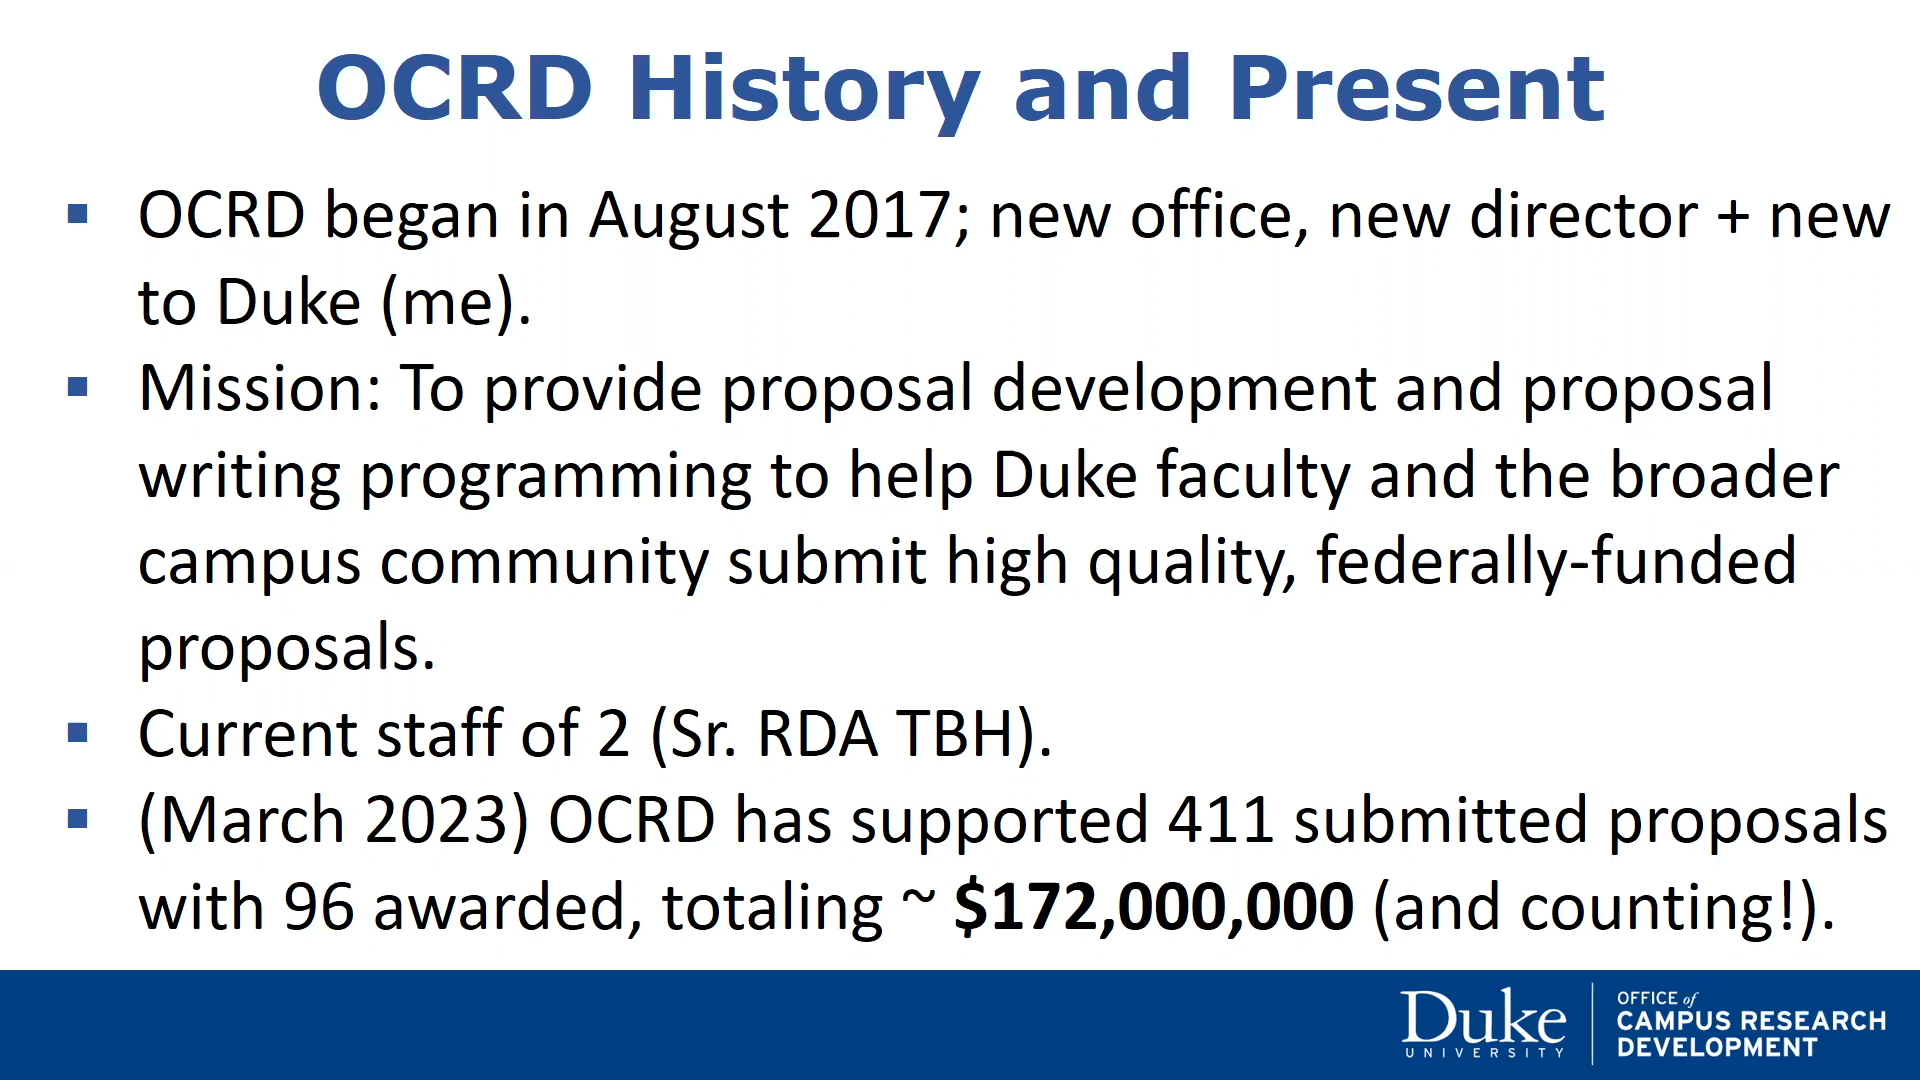 OCRD History and Present
▪ OCRD began in August 2017; new office, new director + new
to Duke (me).
▪ Mission: To provide proposal development and proposal
writing programming to help Duke faculty and the broader
campus community submit high quality, federally-funded
proposals.
▪ Current staff of 2 (Sr. RDA TBH).
▪ (March 2023) OCRD has supported 411 submitted proposals
with 96 awarded, totaling ~ $172,000,000 (and counting!).
Duke
UNIVERSITY
OFFICE of
CAMPUS RESEARCH
DEVELOPMENT